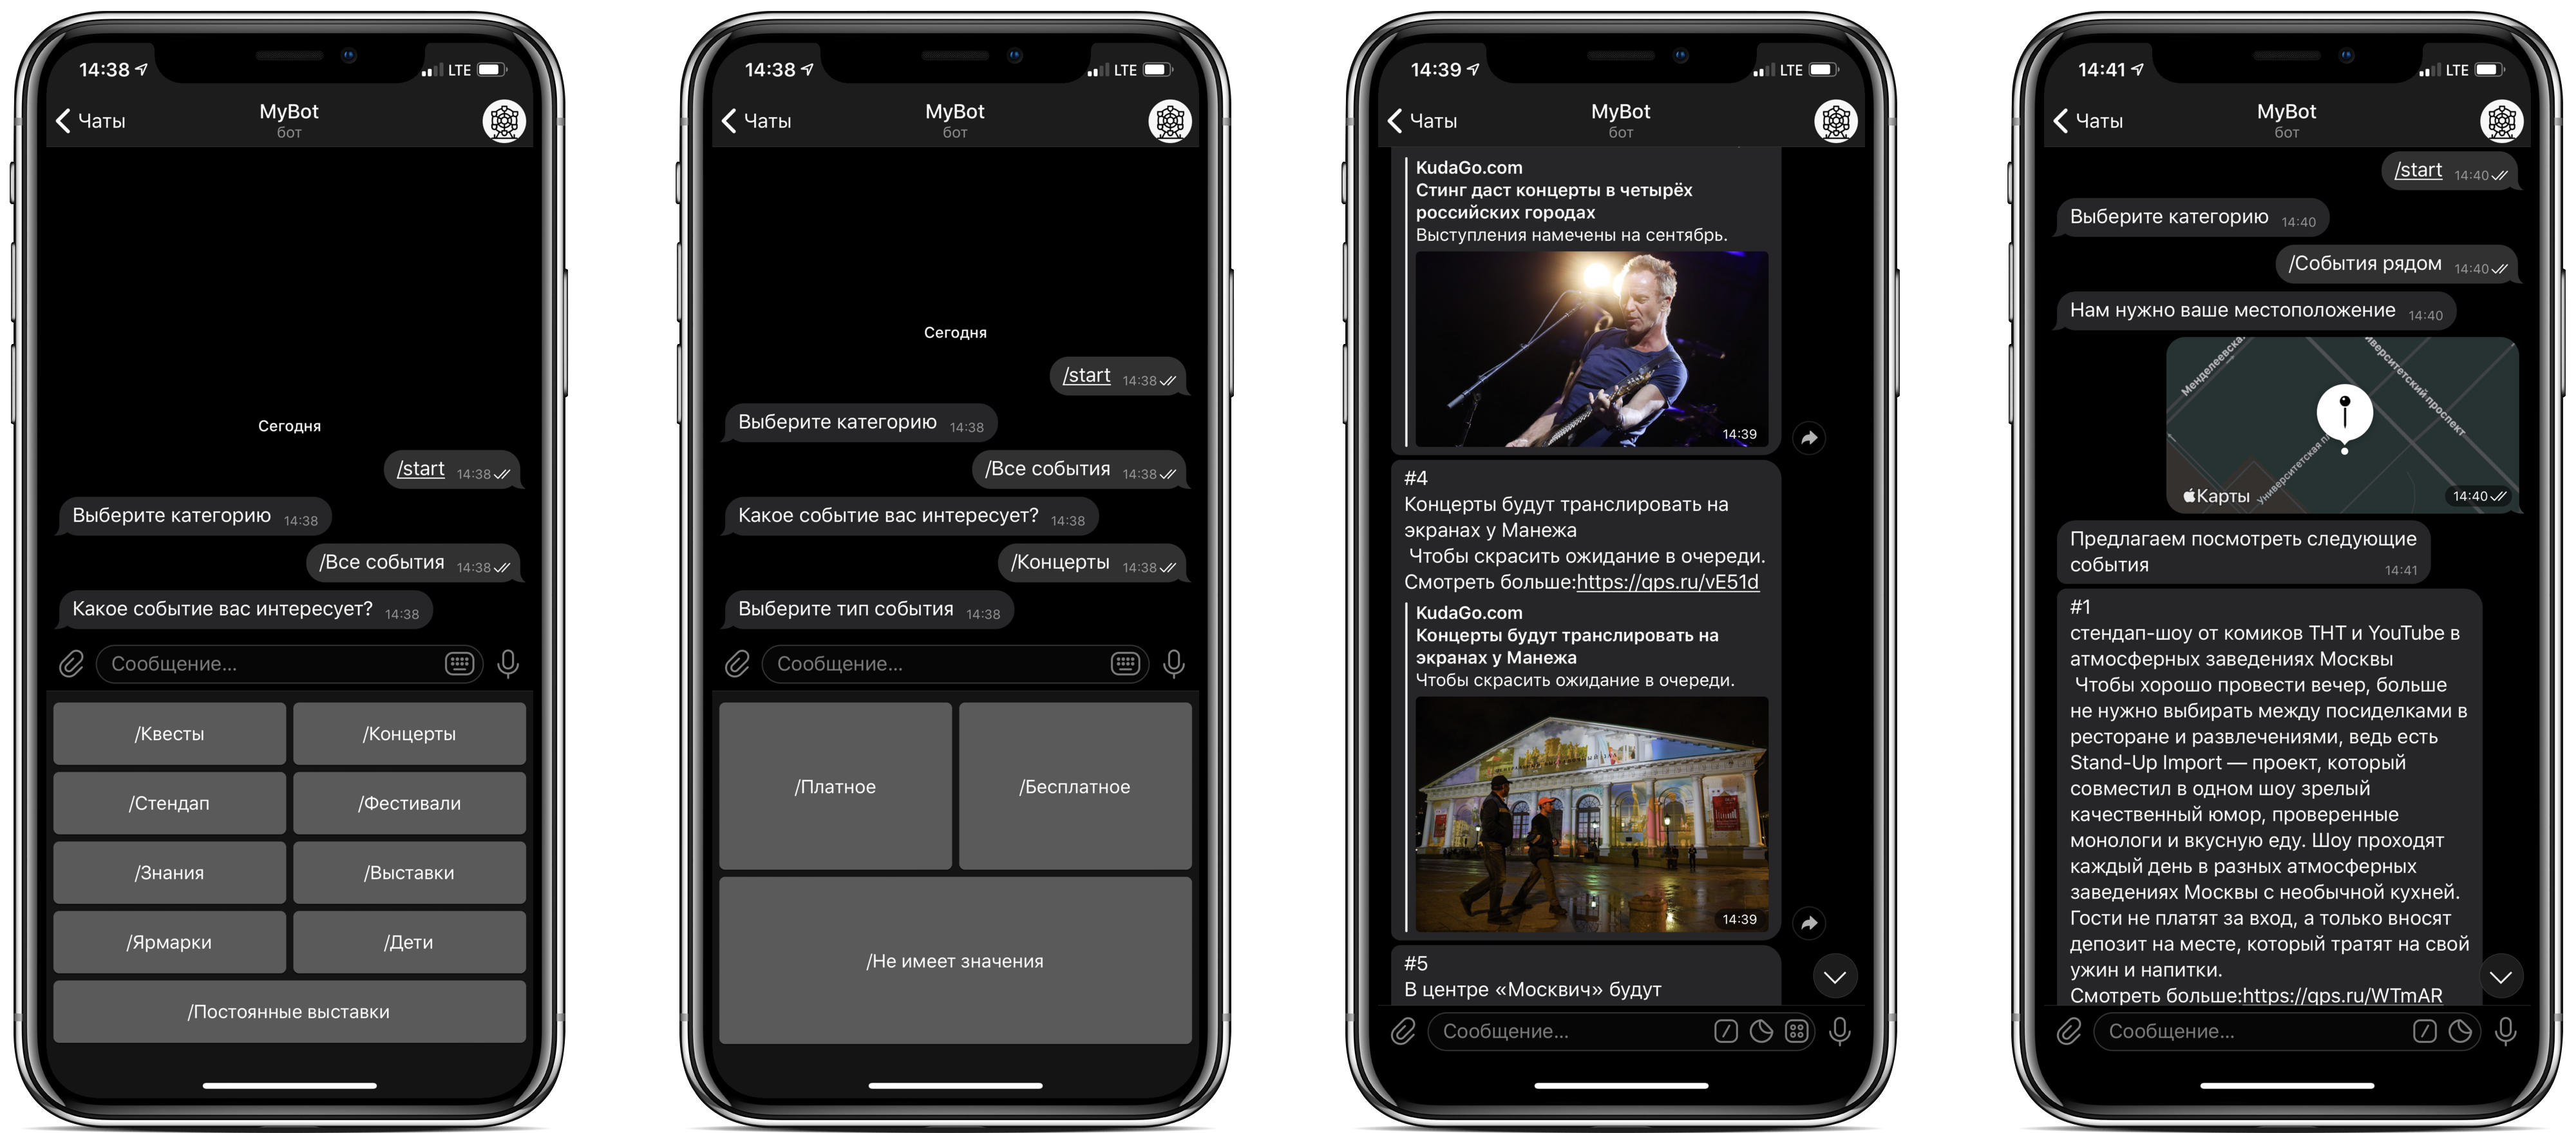 14:38
LTE
Чаты
MyBot
бот
Сегодня
/start 14:38
Выберите категорию 14:38
/Все события 14:38
Какое событие вас интересует? 14:38
Сообщение...
/Квесты
/Концерты
/Стендап
/Фестивали
/Знания
/Выставки
/Ярмарки
/Дети
/Постоянные выставки
14:38
LTE
Чаты
MyBot
бот
Сегодня
/start 14:38
Выберите категорию 14:38
/Все события 14:38
Какое событие вас интересует? 14:38
/Концерты 14:38
Выберите тип события 14:38
Сообщение...
/Платное
/Бесплатное
/Не имеет значения
14:39
LTE
Чаты
MyBot
бот
KudaGo.com
Стинг даст концерты в четырёх
российских городах
Выступления намечены на сентябрь.
14:39
#4
Концерты будут транслировать на
экранах у Манежа
Чтобы скрасить ожидание в очереди.
Смотреть больше:https://qps.ru/vE51d
KudaGo.com
Концерты будут транслировать на
экранах у Манежа
Чтобы скрасить ожидание в очереди.
14:39
#5
В центре «Москвич» будут
Сообщение...
14:41
LTE
Чаты
MyBot
бот
/start 14:40
Выберите категорию 14:40
/События рядом 14:40
Нам нужно ваше местоположение 14:40
Менделеевска
иверситетский проспект
Университетская п
Карты
14:40
Предлагаем посмотреть следующие
события 14:41
#1
стендап-шоу от комиков ТНТ и YouTube в
атмосферных заведениях Москвы
Чтобы хорошо провести вечер, больше
не нужно выбирать между посиделками в
ресторане и развлечениями, ведь есть
Stand-Up Import — проект, который
совместил в одном шоу зрелый
качественный юмор, проверенные
монологи и вкусную еду. Шоу проходят
каждый день в разных атмосферных
заведениях Москвы с необычной кухней.
Гости не платят за вход, а только вносят
депозит на месте, который тратят на свой
ужин и напитки.
Смотреть больше:https://qps.ru/WTmAR
Сообщение...